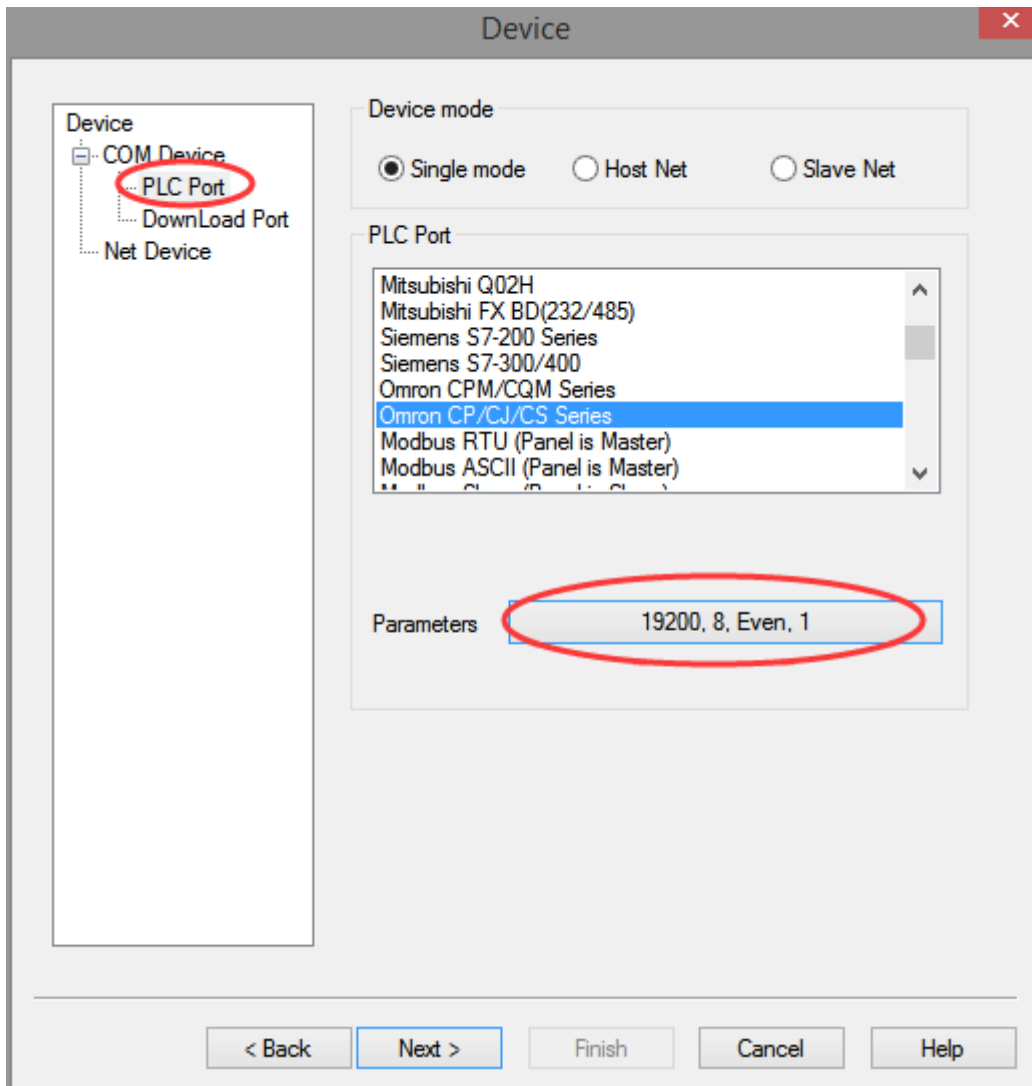 Device
Device
COM Device
PLC Port
DownLoad Port
Net Device
Device mode
Single mode
Host Net
Slave Net
PLC Port
Mitsubishi Q02H
Mitsubishi FX BD(232/485)
Siemens S7-200 Series
Siemens S7-300/400
Omron CPM/CQM Series
Omron CP/CJ/CS Series
Modbus RTU (Panel is Master)
Modbus ASCII (Panel is Master)
Parameters
19200, 8, Even, 1
< Back
Next >
Finish
Cancel
Help